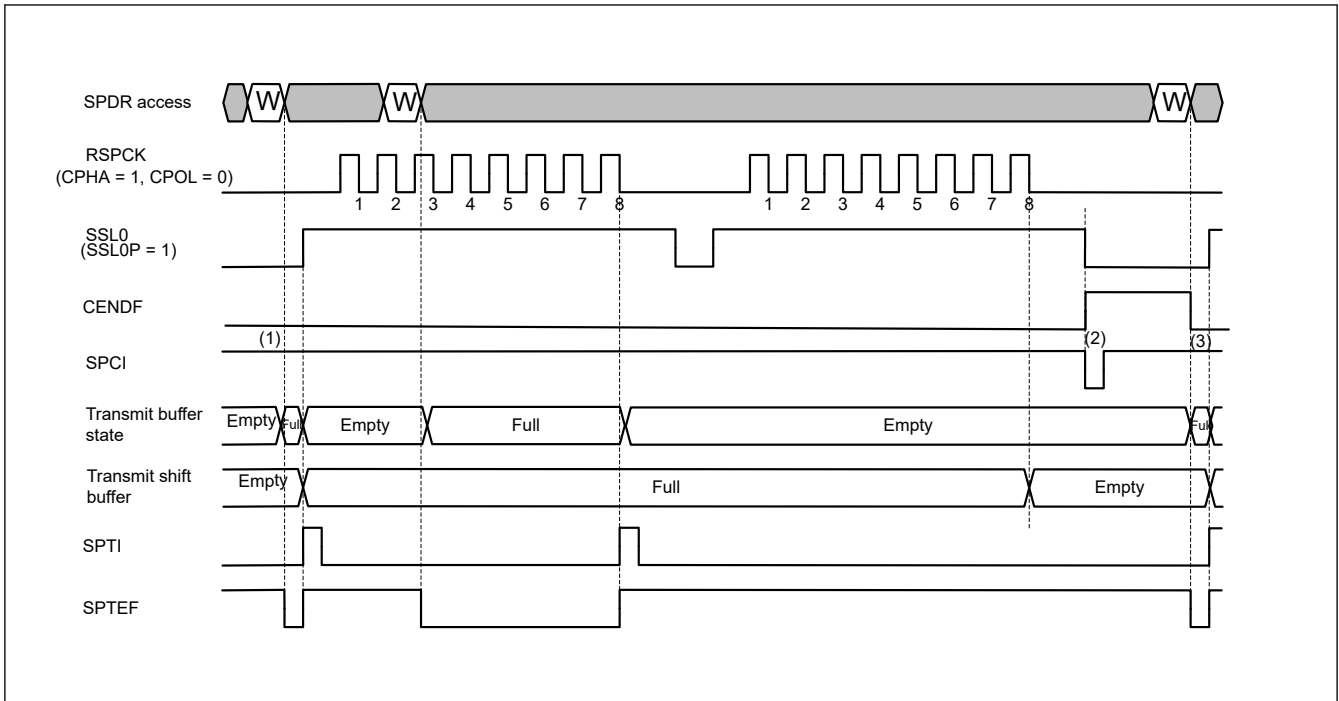 SPDR access
W W W
RSPCK
(CPHA = 1, CPOL = 0)
1 2 3 4 5 6 7 8 1 2 3 4 5 6 7 8
SSL0
(SSL0P = 1)
CENDF
(1) (2) (3)
SPCI
Transmit buffer
state
Empty Full Empty Full Empty Full
Transmit shift
buffer
Empty Full Empty
SPTI
SPTEF